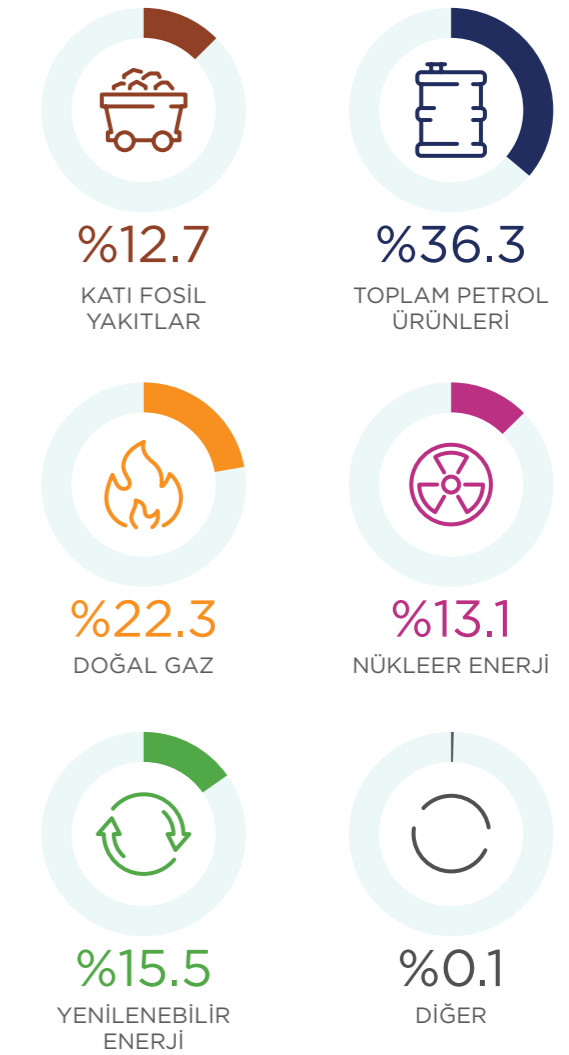 %12.7
KATI FOSİL
YAKITLAR
%36.3
TOPLAM PETROL
ÜRÜNLERİ
%22.3
DOĞAL GAZ
%13.1
NÜKLEER ENERJİ
%15.5
YENİLENEBİLİR
ENERJİ
%0.1
DİĞER